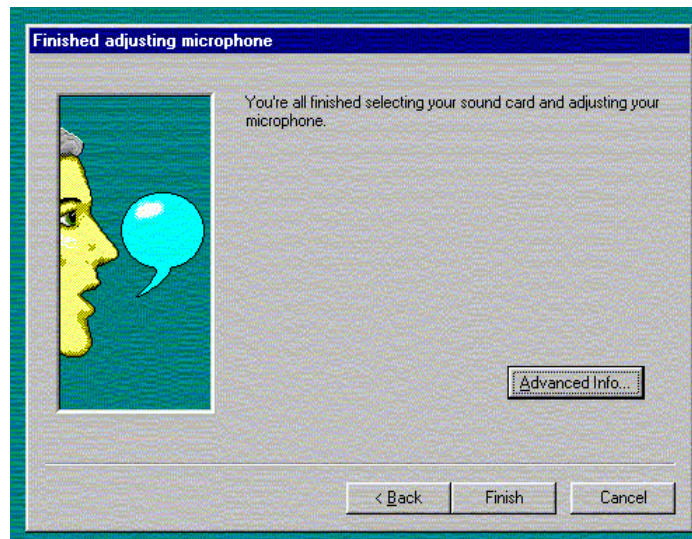 Finished adjusting microphone
You're all finished selecting your sound card and adjusting your
microphone.
Advanced Info...
< Back
Finish
Cancel